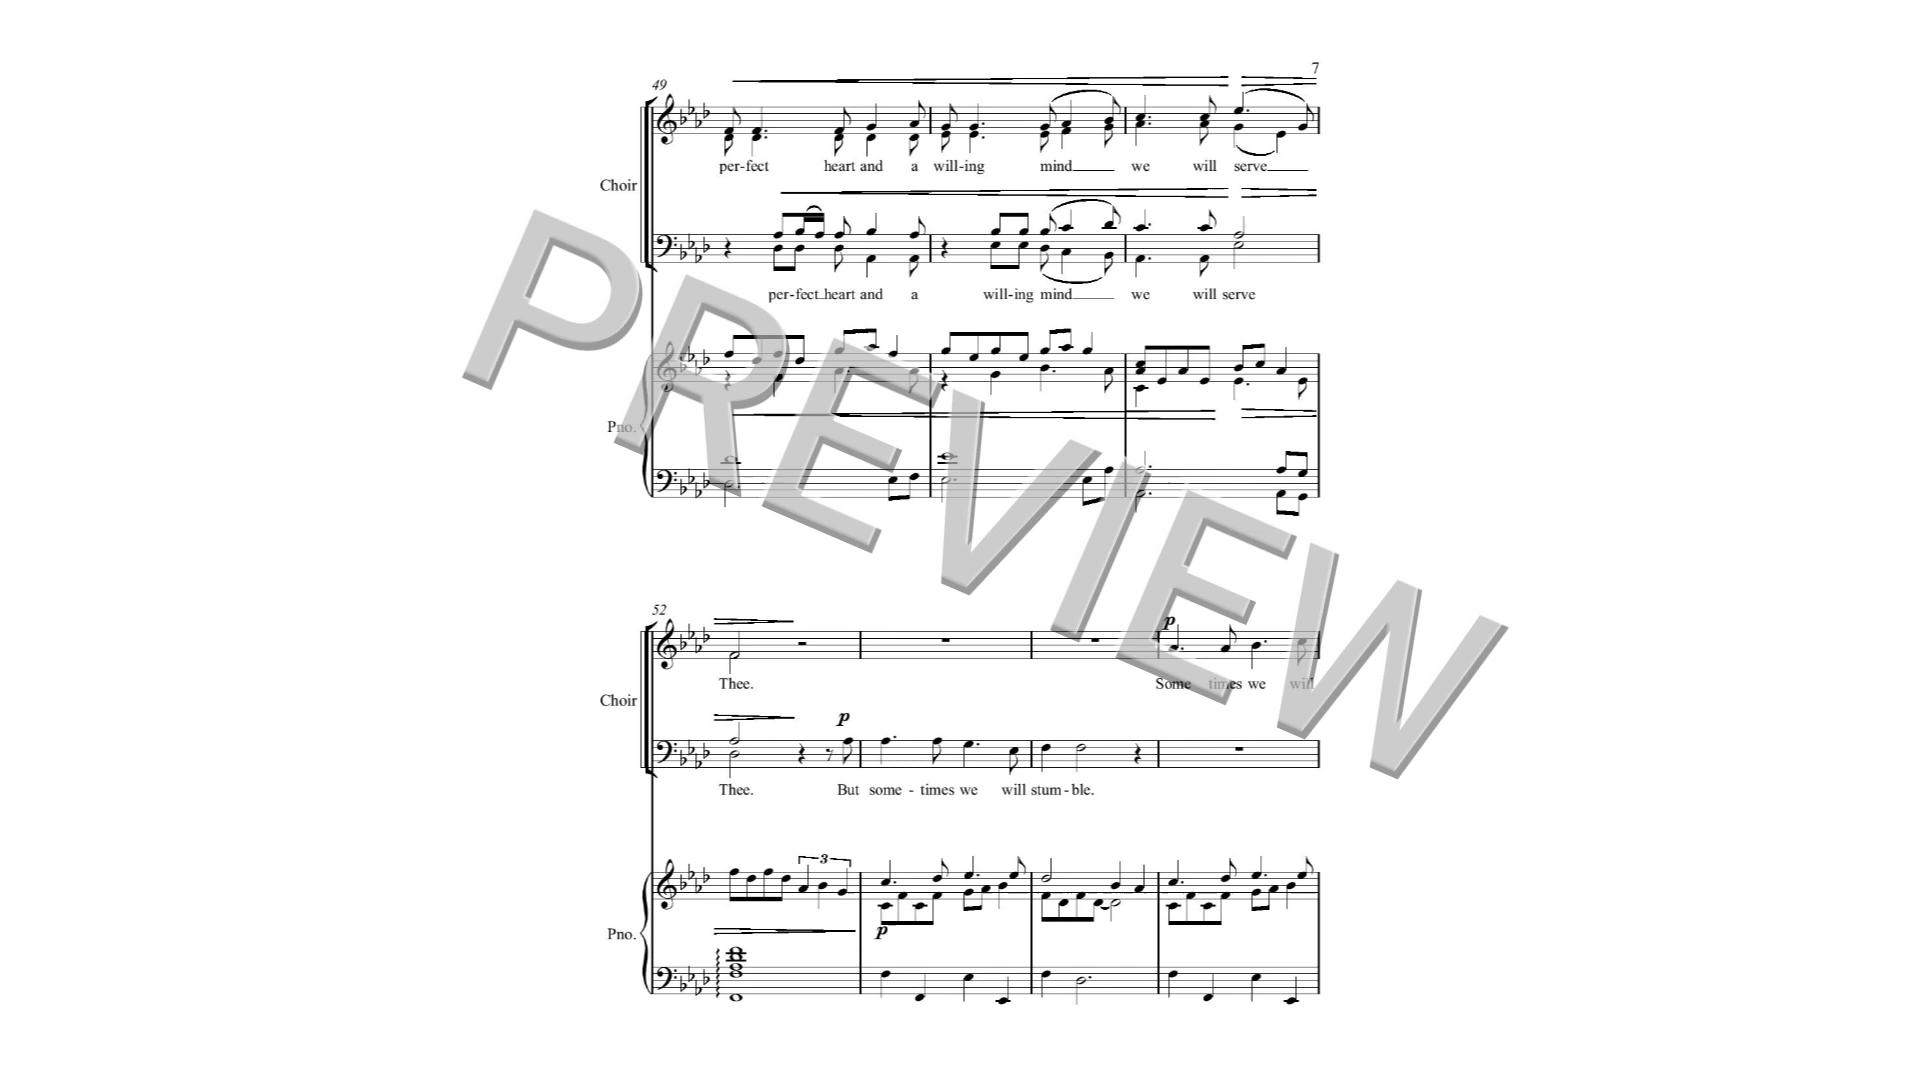 7
49
per-fect heart and a will-ing mind we will serve
Choir
per-fect heart and a will-ing mind we will serve
Pno.
PREVIEW
52
p
Thee. Some times we will
Choir
p
Thee. But some - times we will stum - ble.
3
Pno.
p